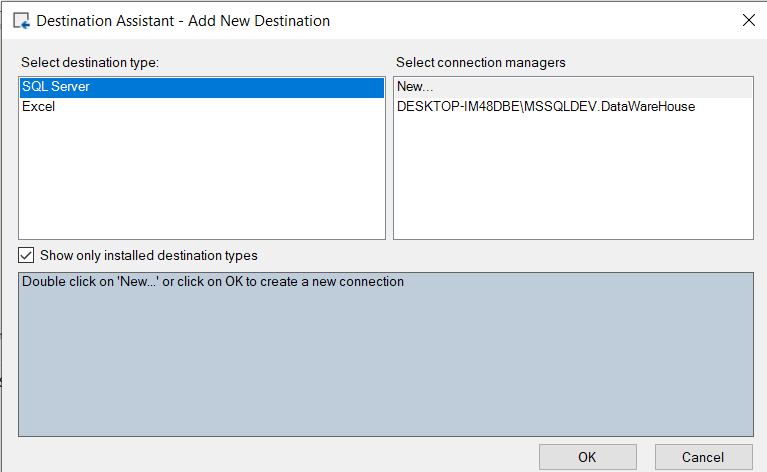 Destination Assistant - Add New Destination
Select destination type:
Select connection managers
SQL Server
Excel
New...
DESKTOP-IM48DBE\MSSQLDEV.DataWareHouse
Show only installed destination types
Double click on 'New...' or click on OK to create a new connection
OK
Cancel